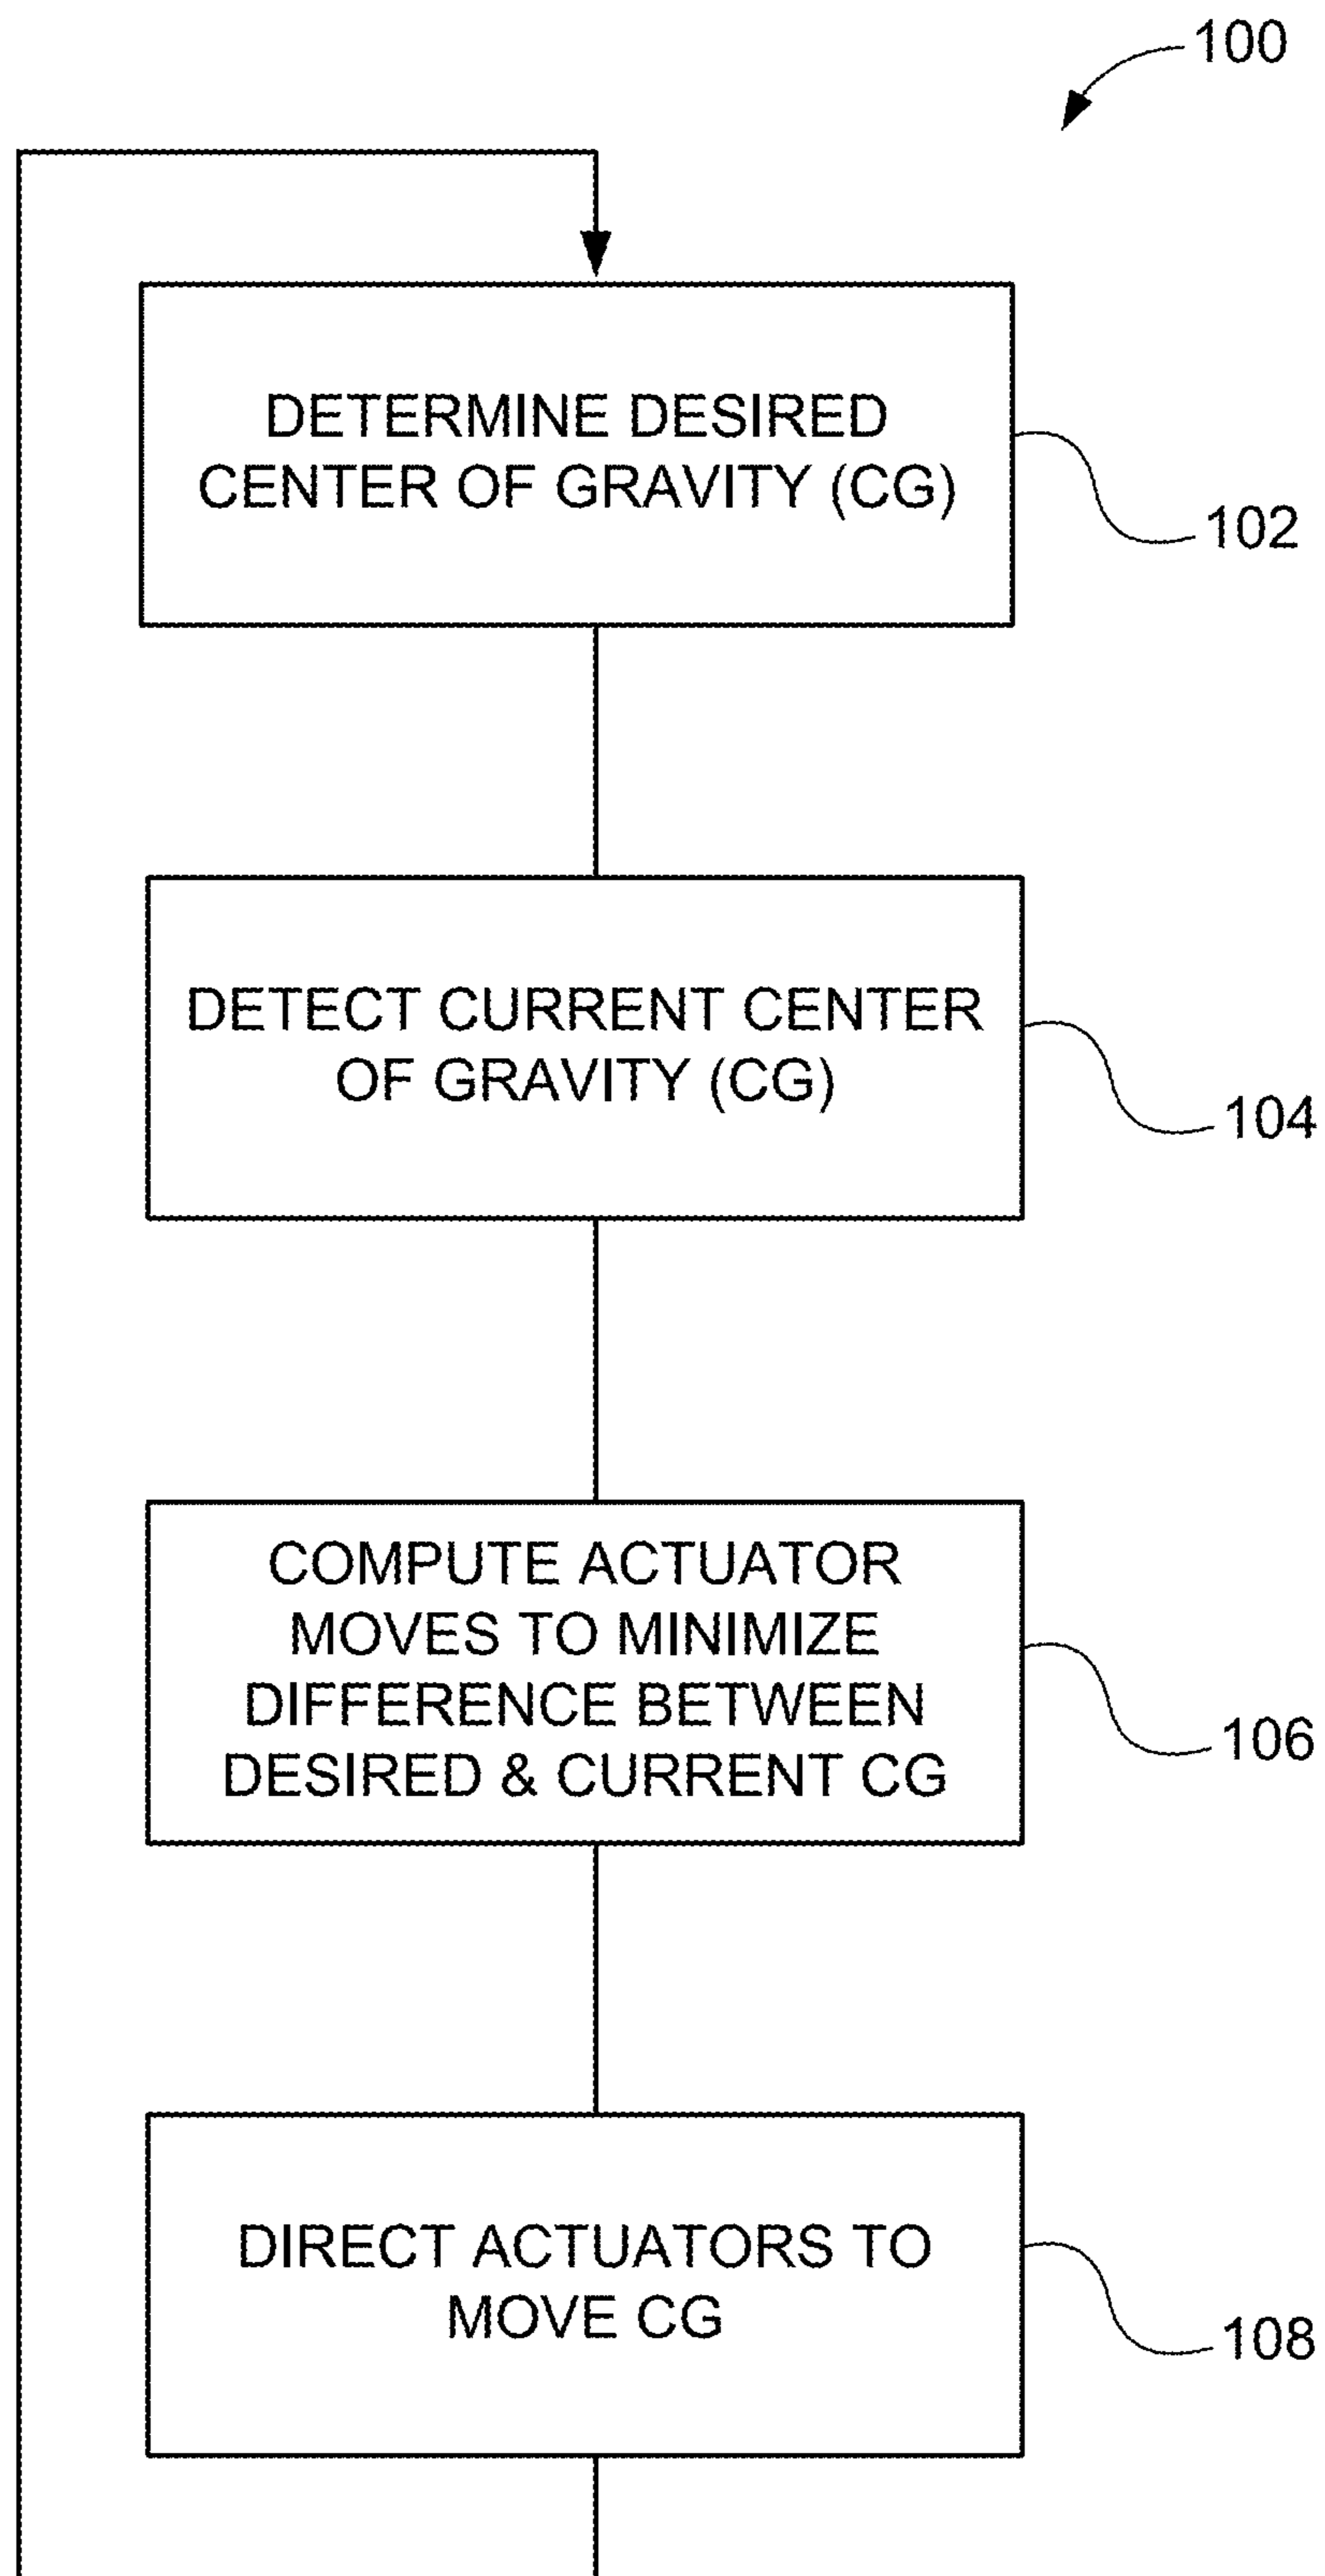 100
DETERMINE DESIRED
CENTER OF GRAVITY (CG)
102
DETECT CURRENT CENTER
OF GRAVITY (CG)
104
COMPUTE ACTUATOR
MOVES TO MINIMIZE
DIFFERENCE BETWEEN
DESIRED & CURRENT CG
106
DIRECT ACTUATORS TO
MOVE CG
108